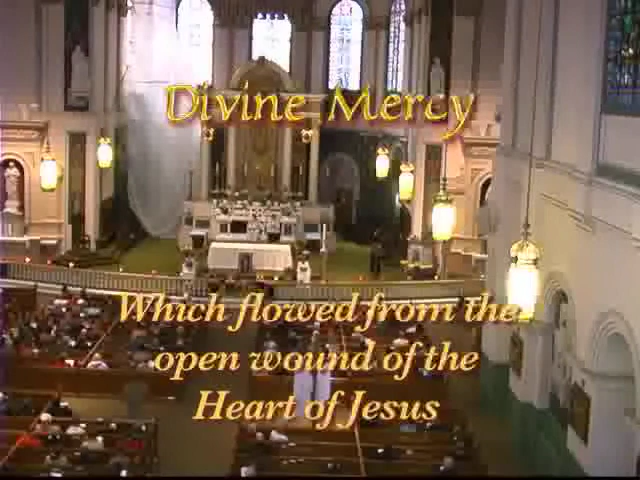 Divine Mercy
Which flowed from the
open wound of the
Heart of Jesus